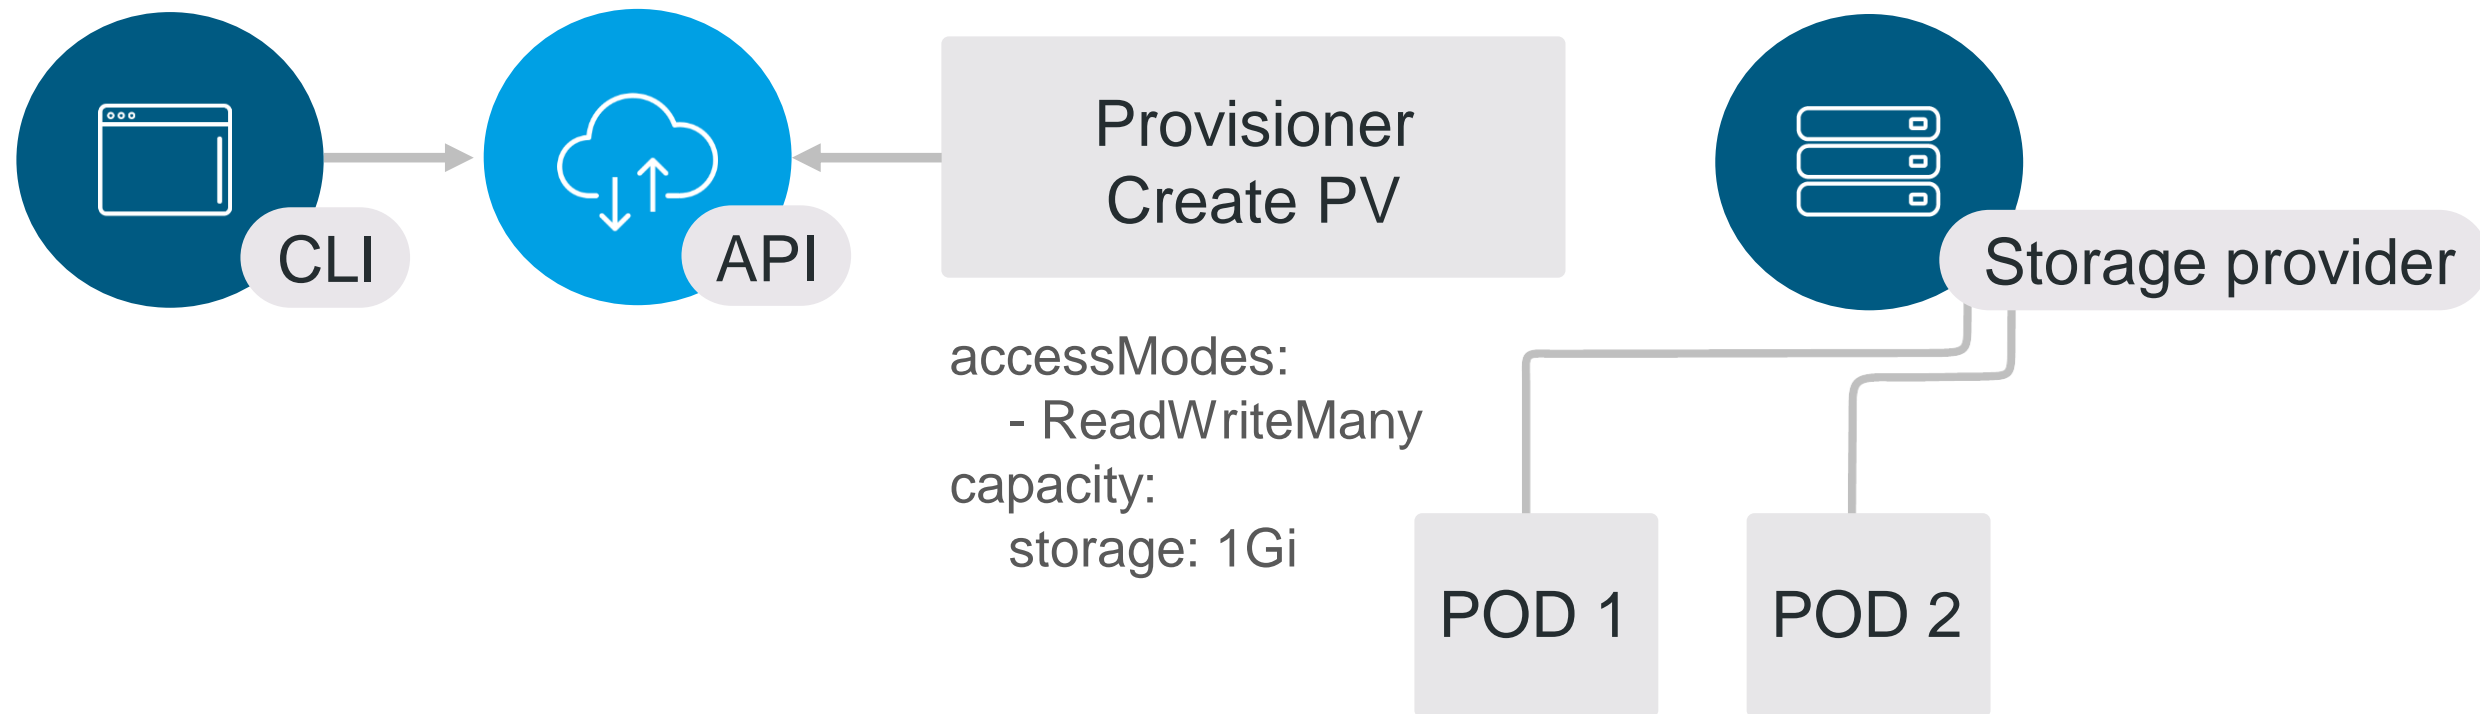 CLI
API
Provisioner
Create PV
Storage provider
accessModes:
- ReadWriteMany
capacity:
storage: 1Gi
POD 1
POD 2